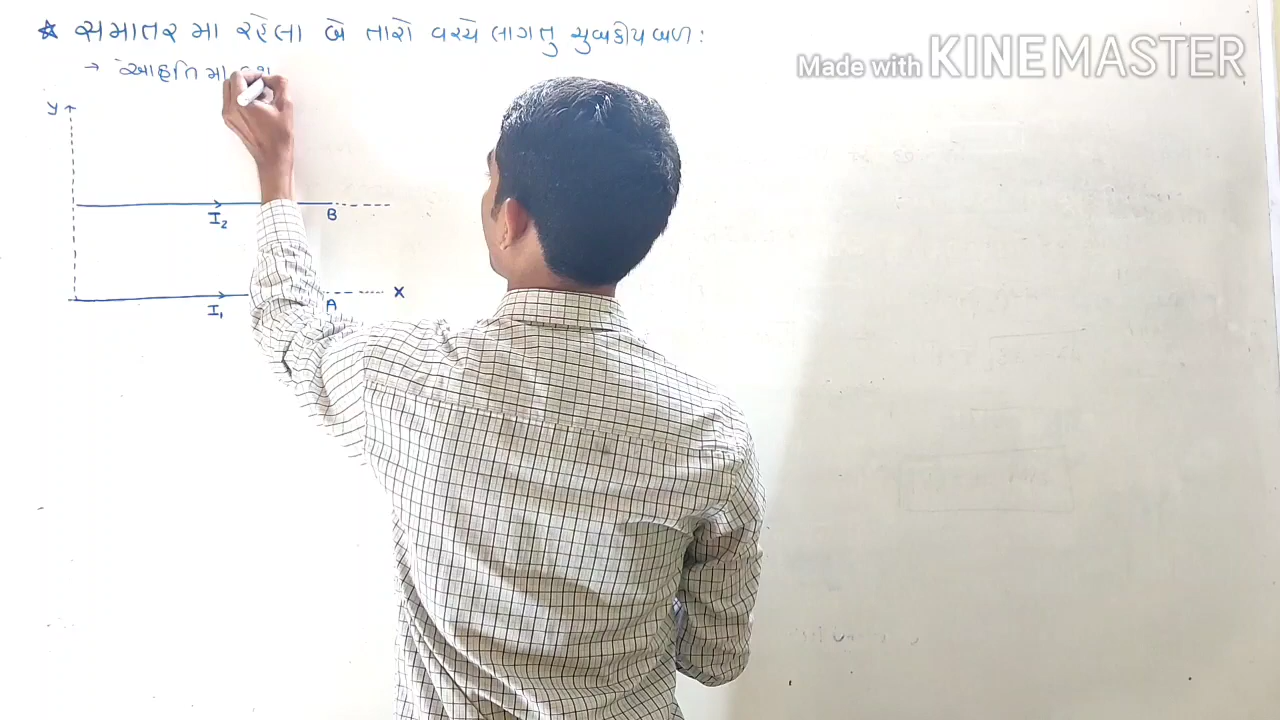 ☆ સમાતર મા રહેલા બે તારો વચ્ચે લાગતુ ચુબકીય બળ :
→ આકૃતિ મા
Made with KINEMASTER
y
I₂ B
I₁ A X